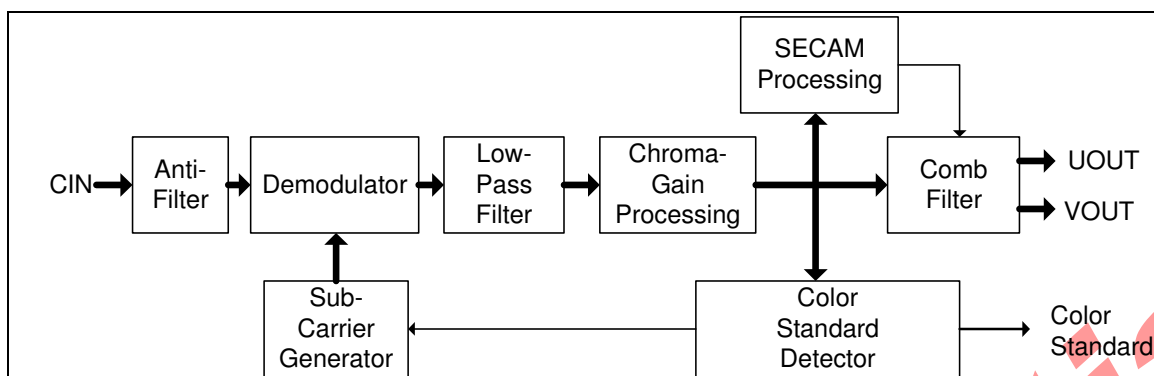 SECAM
Processing
CIN
Anti-
Filter
Demodulator
Low-
Pass
Filter
Chroma-
Gain
Processing
Comb
Filter
UOUT
VOUT
Sub-
Carrier
Generator
Color
Standard
Detector
Color
Standard